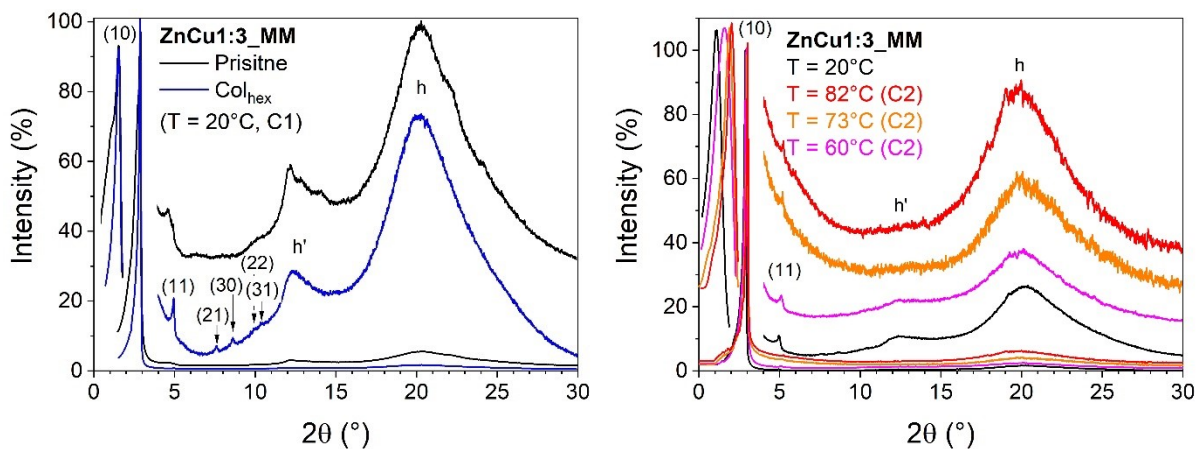 (10)
ZnCu1:3_MM
Prisitne
Col_hex
(T = 20°C, C1)
h
h'
(11)
(21)
(30)
(22)
(31)
Intensity (%)
100
80
60
40
20
0
0 5 10 15 20 25 30
2θ (°)
(10)
ZnCu1:3_MM
T = 20°C
T = 82°C (C2)
T = 73°C (C2)
T = 60°C (C2)
h
h'
(11)
Intensity (%)
100
80
60
40
20
0
0 5 10 15 20 25 30
2θ (°)